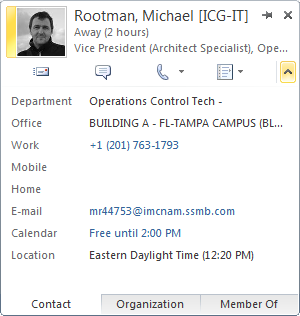 Rootman, Michael [ICG-IT]
Away (2 hours)
Vice President (Architect Specialist), Ope...
Department Operations Control Tech -
Office BUILDING A - FL-TAMPA CAMPUS (BL...
Work +1 (201) 763-1793
Mobile
Home
E-mail mr44753@imcnam.ssmb.com
Calendar Free until 2:00 PM
Location Eastern Daylight Time (12:20 PM)
Contact Organization Member Of